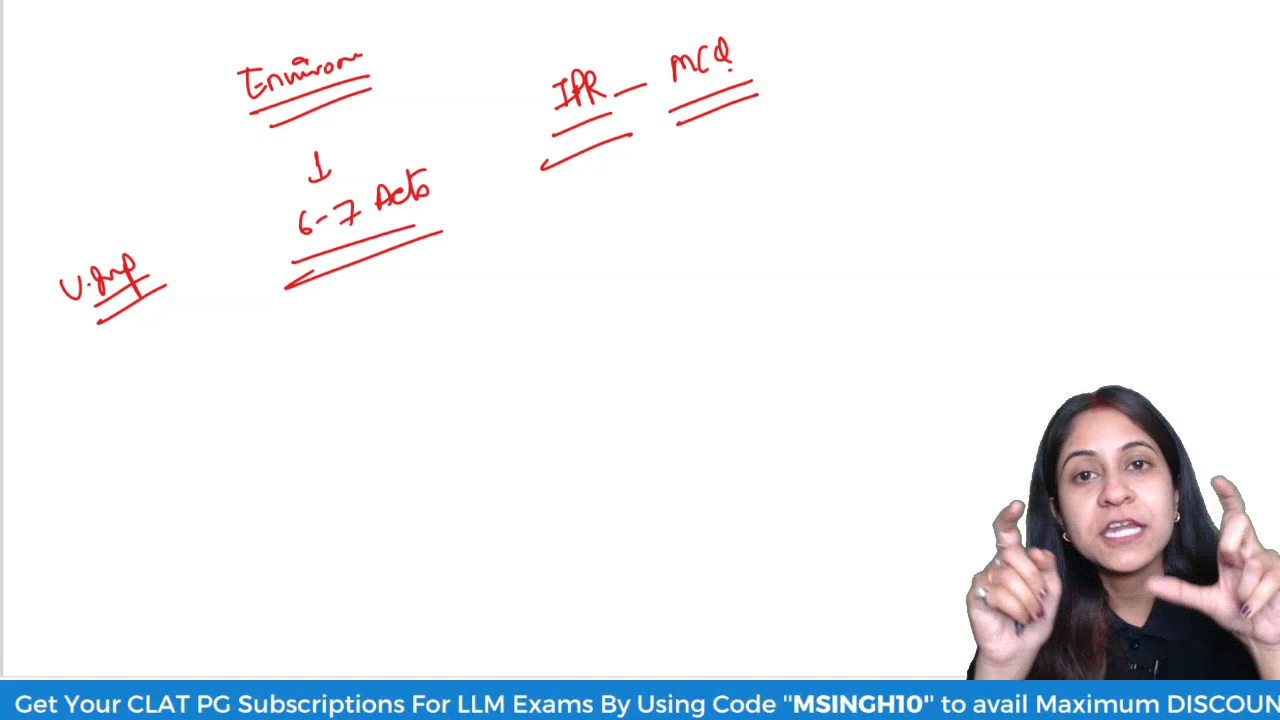 Environ
IPR — MCQ
↓
6-7 Acts
V. Imp
Get Your CLAT PG Subscriptions For LLM Exams By Using Code "MSINGH10" to avail Maximum DISCOUN